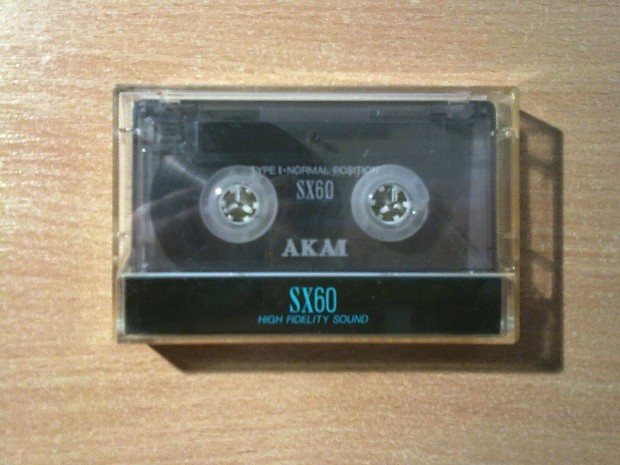 TYPE I·NORMAL POSITION
SX60
AKAI
SX60
HIGH FIDELITY SOUND